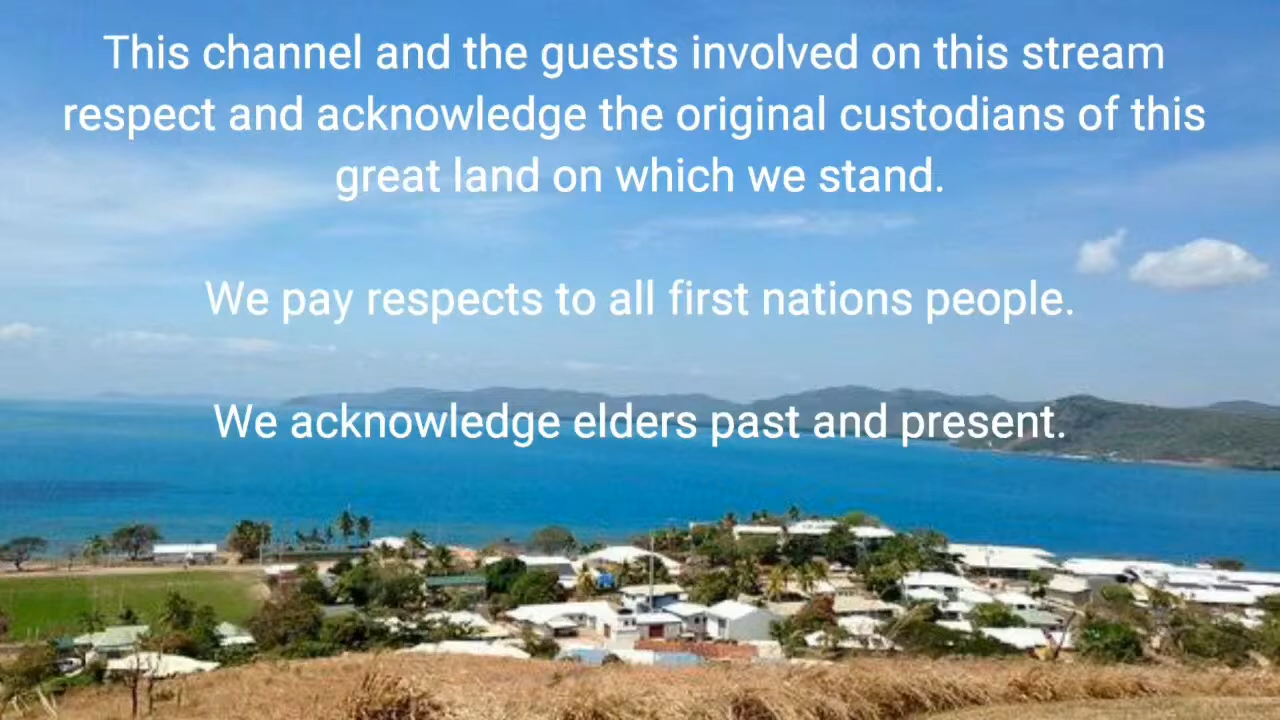 This channel and the guests involved on this stream
respect and acknowledge the original custodians of this
great land on which we stand.
We pay respects to all first nations people.
We acknowledge elders past and present.